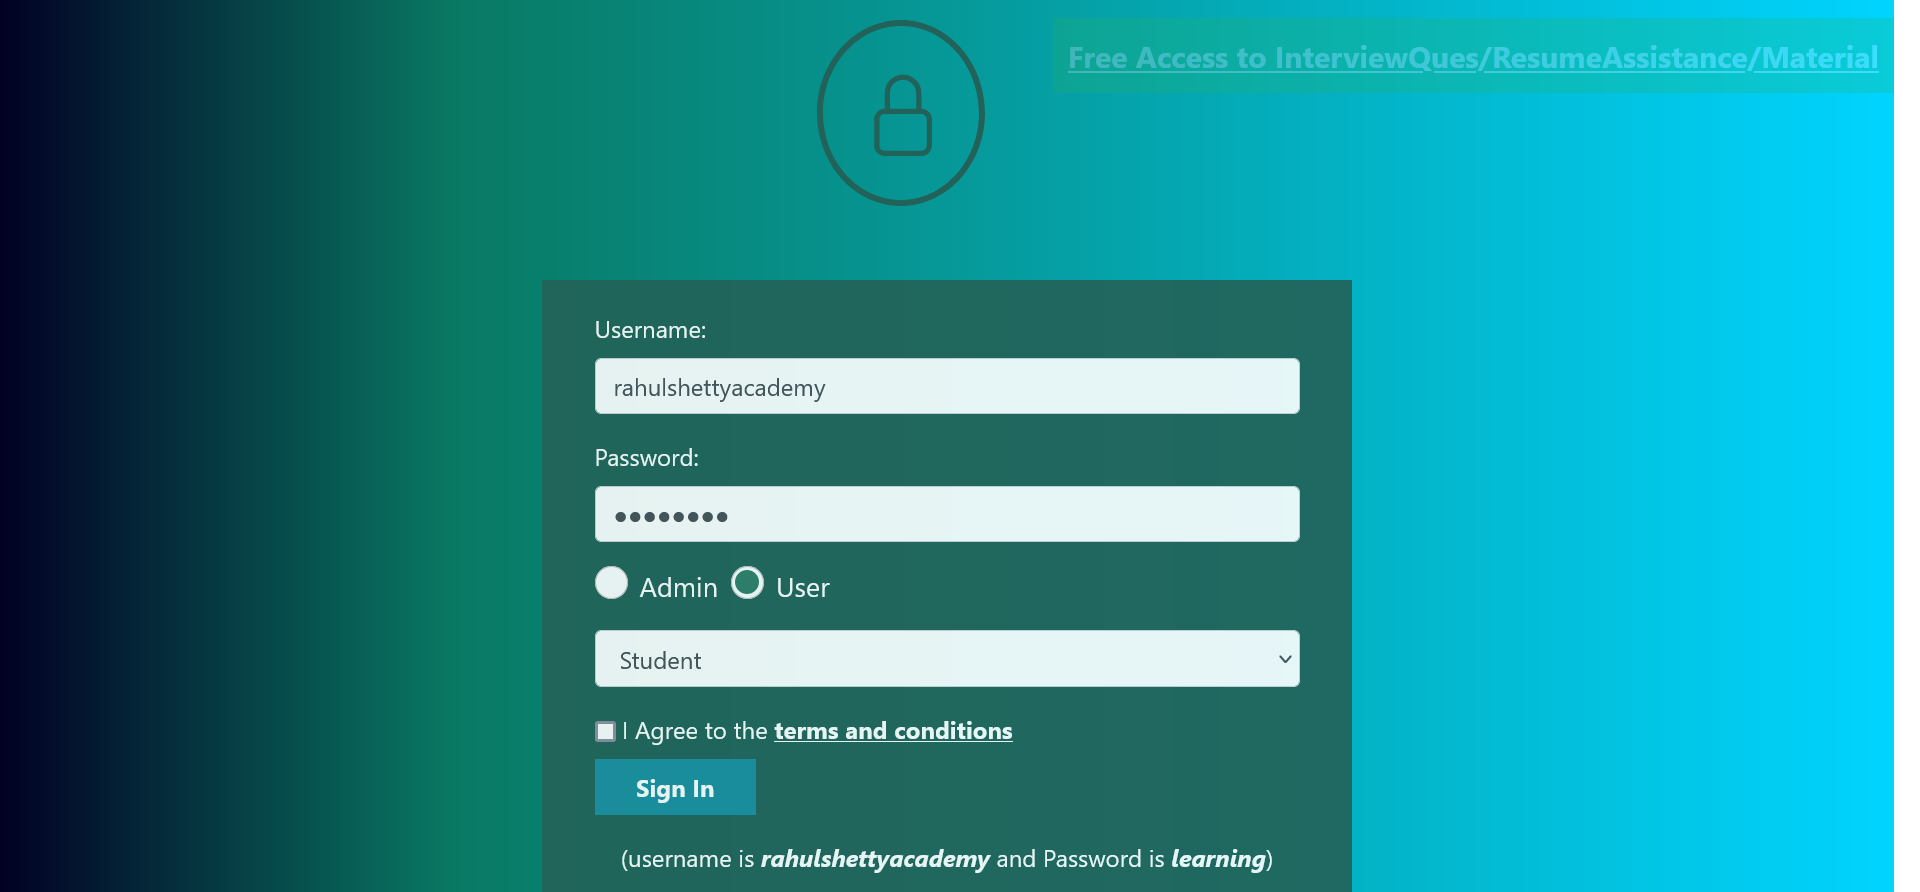 Free Access to InterviewQues/ResumeAssistance/Material
Username:
rahulshettyacademy
Password:
••••••••
Admin User
Student
I Agree to the terms and conditions
Sign In
(username is rahulshettyacademy and Password is learning)